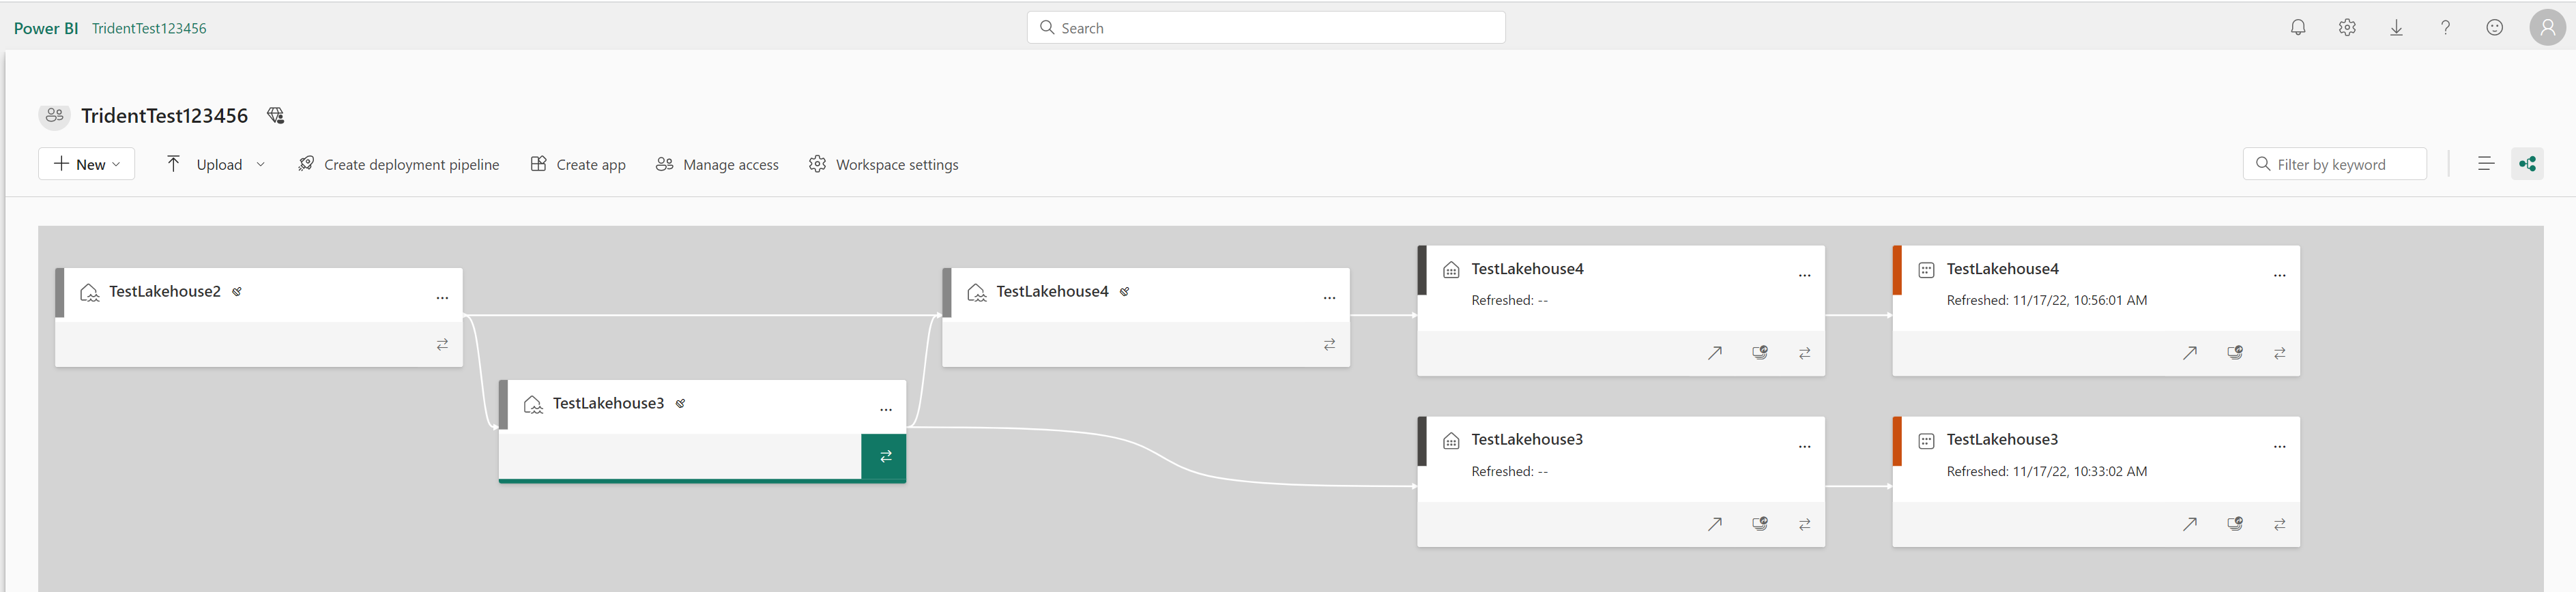 Power BI TridentTest123456
Search
TridentTest123456
New
Upload
Create deployment pipeline
Create app
Manage access
Workspace settings
Filter by keyword
TestLakehouse2
...
TestLakehouse3
...
TestLakehouse4
...
TestLakehouse4
...
Refreshed: --
TestLakehouse4
...
Refreshed: 11/17/22, 10:56:01 AM
TestLakehouse3
...
Refreshed: --
TestLakehouse3
...
Refreshed: 11/17/22, 10:33:02 AM